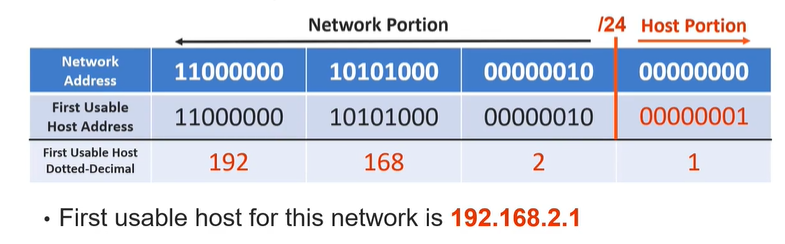 Network Portion /24 Host Portion
Network Address 11000000 10101000 00000010 00000000
First Usable Host Address 11000000 10101000 00000010 00000001
First Usable Host Dotted-Decimal 192 168 2 1
• First usable host for this network is 192.168.2.1